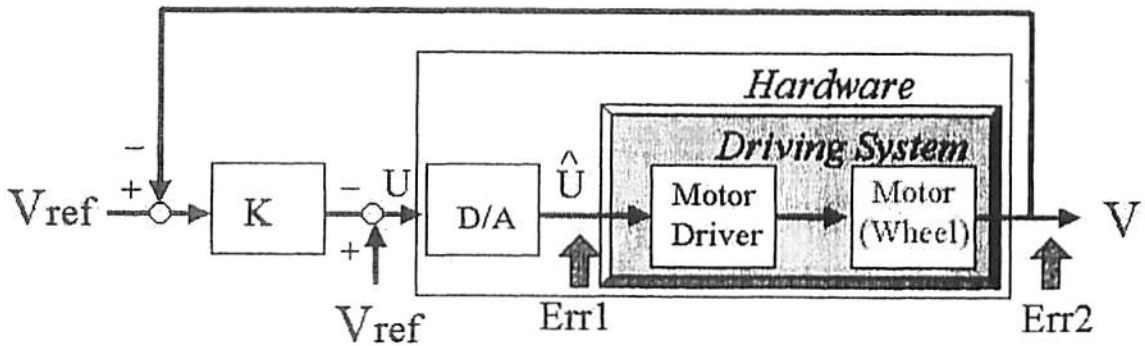 Hardware
Driving System
−
+
Vref
K
−
+
U
D/A
Û
Motor
Driver
Motor
(Wheel)
V
Vref
Err1
Err2